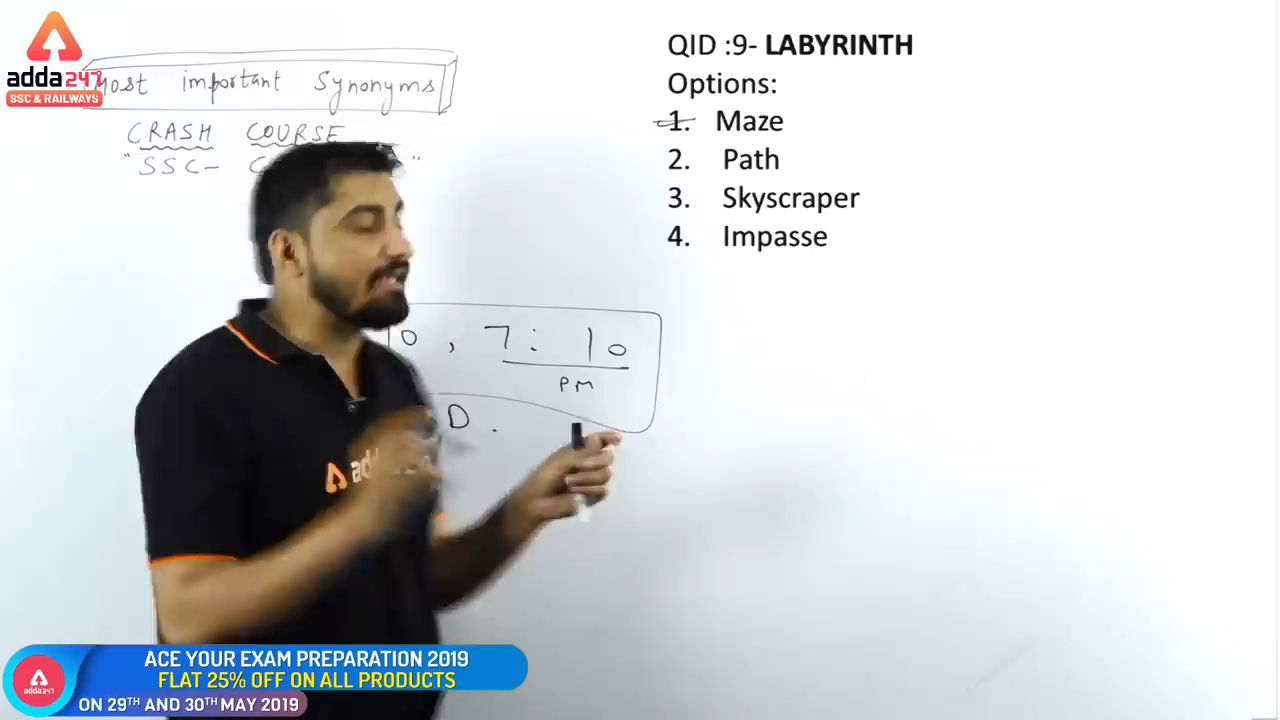 adda247
SSC & RAILWAYS
Most important Synonyms
CRASH COURSE
"SSC-
QID :9- LABYRINTH
Options:
1. Maze
2. Path
3. Skyscraper
4. Impasse
10, 7: 10
PM
D.
add
adda247
ACE YOUR EXAM PREPARATION 2019
FLAT 25% OFF ON ALL PRODUCTS
ON 29TH AND 30TH MAY 2019